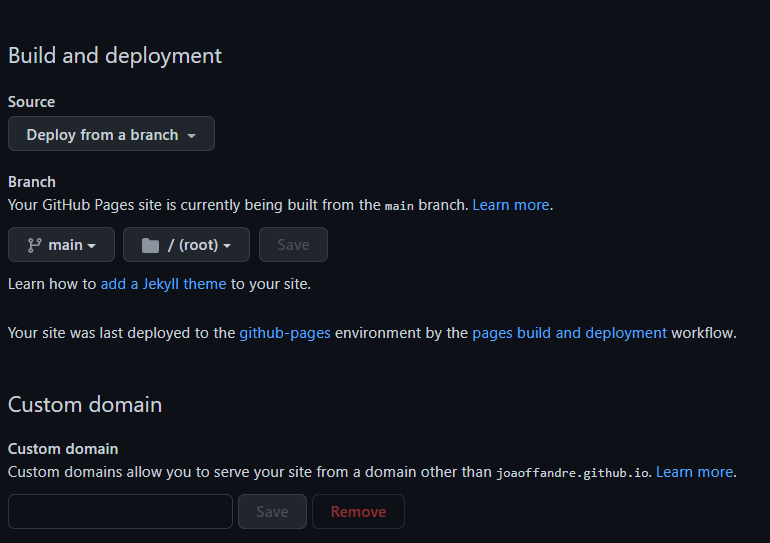 Build and deployment
Source
Deploy from a branch
Branch
Your GitHub Pages site is currently being built from the main branch. Learn more.
main / (root) Save
Learn how to add a Jekyll theme to your site.
Your site was last deployed to the github-pages environment by the pages build and deployment workflow.
Custom domain
Custom domain
Custom domains allow you to serve your site from a domain other than joaoffandre.github.io. Learn more.
Save Remove